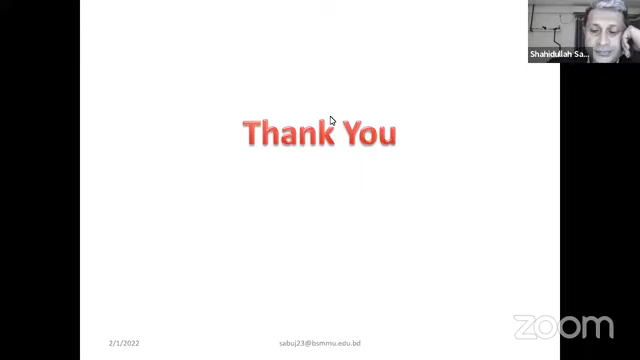 Shahidullah Sa...
Thank You
2/1/2022
sabuj23@bsmmu.edu.bd
zoom